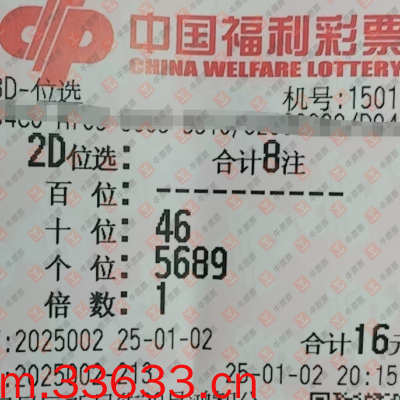 中国福利彩票
CHINA WELFARE LOTTERY
3D-位选 机号:1501
2D位选: 合计8注
百位: ----------
十位: 46
个位: 5689
倍数: 1
:2025002 25-01-02 合计16元
25-01-02 20:15
m.33633.cn